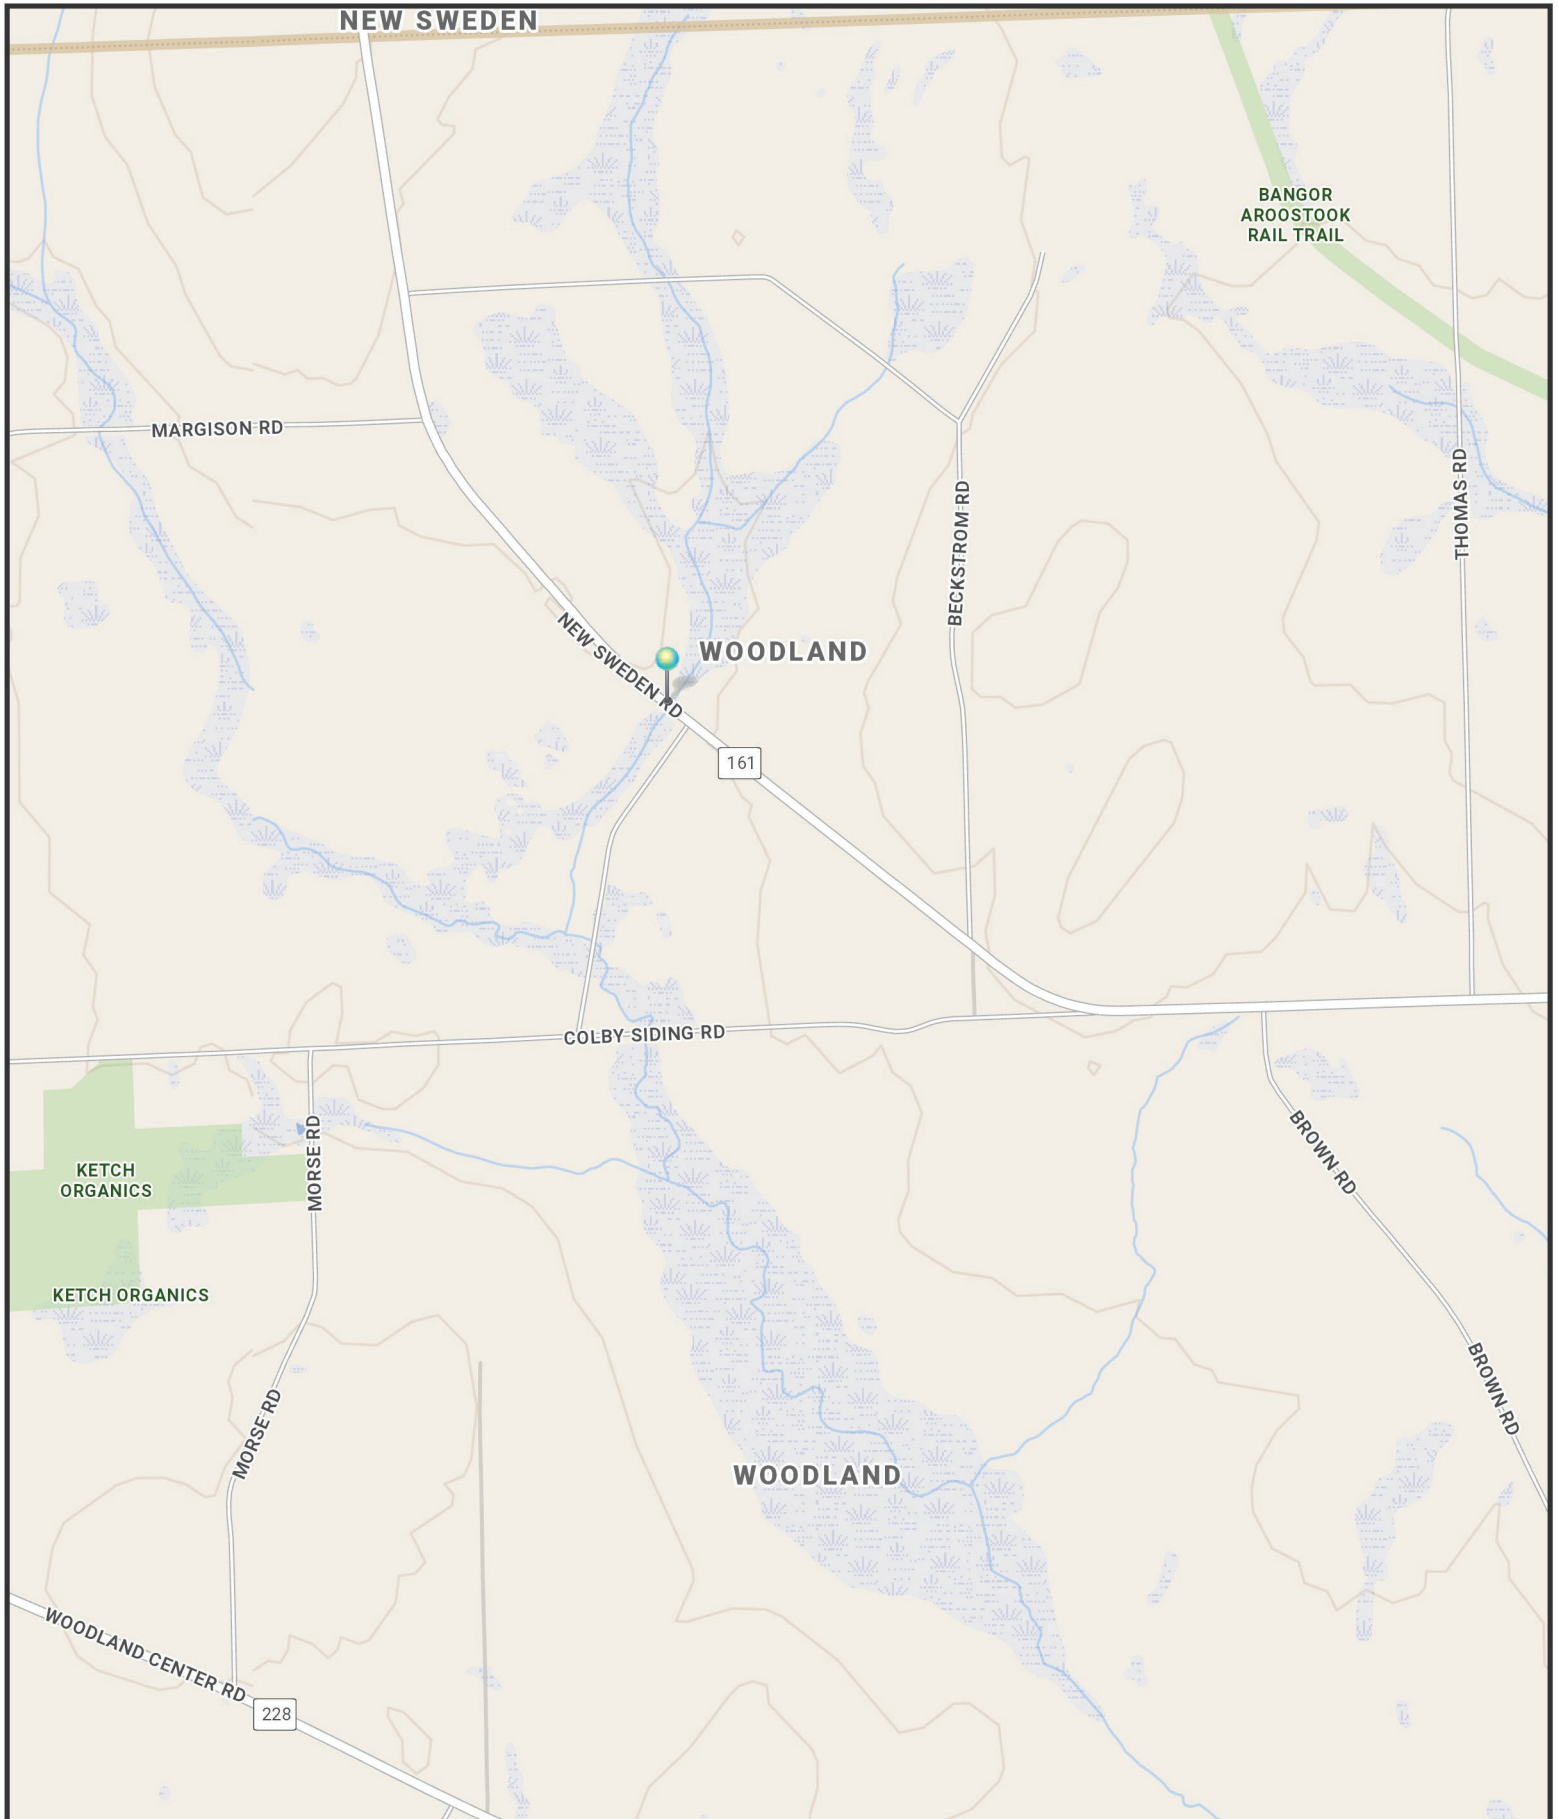 NEW SWEDEN
BANGOR
AROOSTOOK
RAIL TRAIL
MARGISON RD
THOMAS RD
BECKSTROM RD
NEW SWEDEN RD
WOODLAND
161
COLBY SIDING RD
MORSE RD
BROWN RD
KETCH
ORGANICS
KETCH ORGANICS
BROWN RD
MORSE RD
WOODLAND
WOODLAND CENTER RD
228